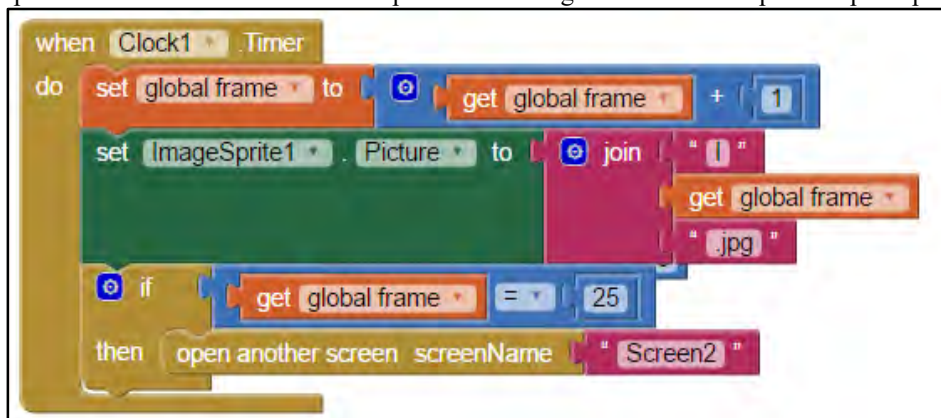 when Clock1 .Timer
do set global frame to get global frame + 1
set ImageSprite1 . Picture to join " I "
get global frame
" .jpg "
if get global frame = 25
then open another screen screenName " Screen2 "